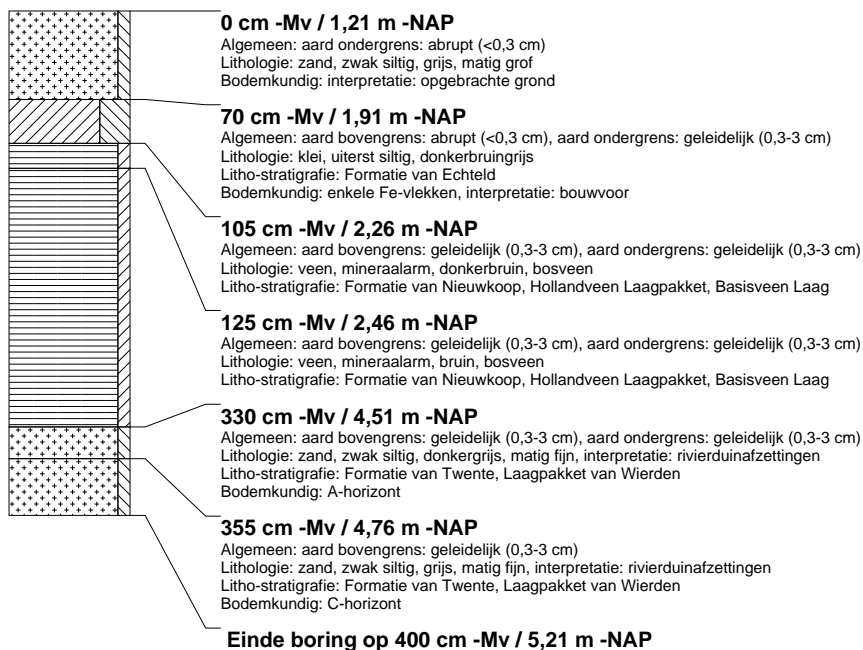 0 cm -Mv / 1,21 m -NAP
Algemeen: aard ondergrens: abrupt (<0,3 cm)
Lithologie: zand, zwak siltig, grijs, matig grof
Bodemkundig: interpretatie: opgebrachte grond
70 cm -Mv / 1,91 m -NAP
Algemeen: aard bovengrens: abrupt (<0,3 cm), aard ondergrens: geleidelijk (0,3-3 cm)
Lithologie: klei, uiterst siltig, donkerbruingrijs
Litho-stratigrafie: Formatie van Echteld
Bodemkundig: enkele Fe-vlekken, interpretatie: bouwvoor
105 cm -Mv / 2,26 m -NAP
Algemeen: aard bovengrens: geleidelijk (0,3-3 cm), aard ondergrens: geleidelijk (0,3-3 cm)
Lithologie: veen, mineraalarm, donkerbruin, bosveen
Litho-stratigrafie: Formatie van Nieuwkoop, Hollandveen Laagpakket, Basisveen Laag
125 cm -Mv / 2,46 m -NAP
Algemeen: aard bovengrens: geleidelijk (0,3-3 cm), aard ondergrens: geleidelijk (0,3-3 cm)
Lithologie: veen, mineraalarm, bruin, bosveen
Litho-stratigrafie: Formatie van Nieuwkoop, Hollandveen Laagpakket, Basisveen Laag
330 cm -Mv / 4,51 m -NAP
Algemeen: aard bovengrens: geleidelijk (0,3-3 cm), aard ondergrens: geleidelijk (0,3-3 cm)
Lithologie: zand, zwak siltig, donkergrijs, matig fijn, interpretatie: rivierduinafzettingen
Litho-stratigrafie: Formatie van Twente, Laagpakket van Wierden
Bodemkundig: A-horizont
355 cm -Mv / 4,76 m -NAP
Algemeen: aard bovengrens: geleidelijk (0,3-3 cm)
Lithologie: zand, zwak siltig, grijs, matig fijn, interpretatie: rivierduinafzettingen
Litho-stratigrafie: Formatie van Twente, Laagpakket van Wierden
Bodemkundig: C-horizont
Einde boring op 400 cm -Mv / 5,21 m -NAP